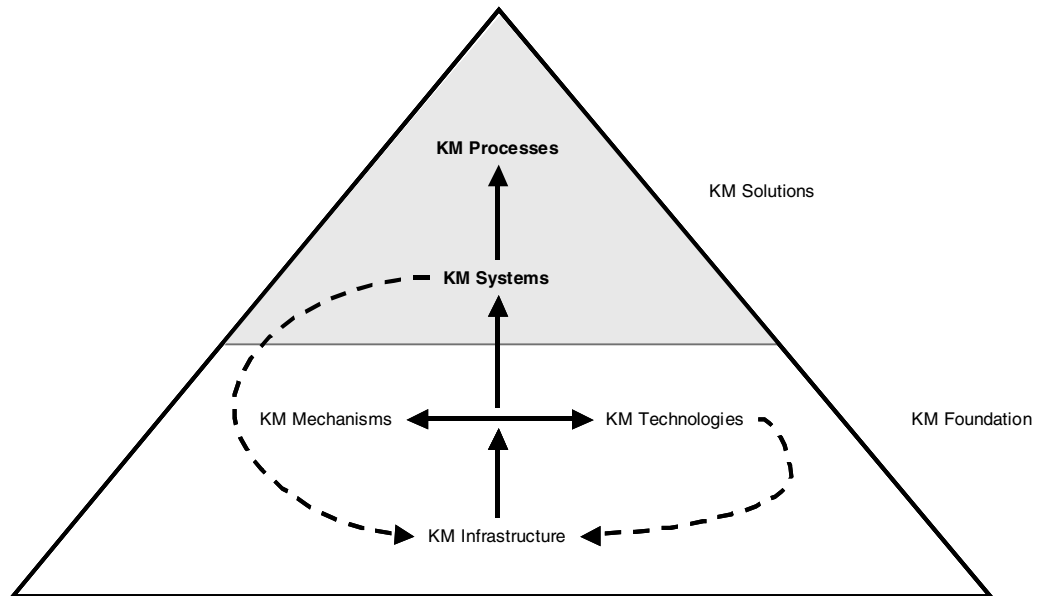 KM Processes
KM Solutions
KM Systems
KM Mechanisms
KM Technologies
KM Foundation
KM Infrastructure